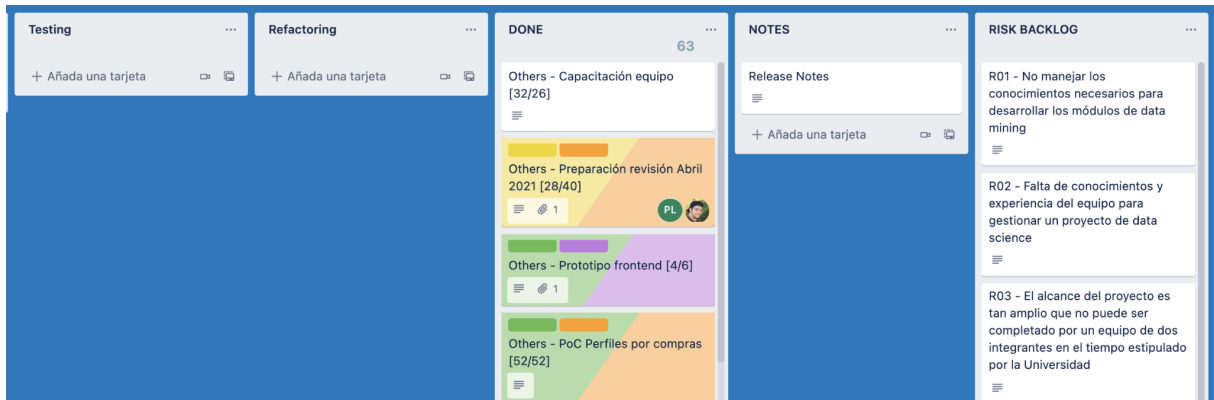 Testing
+ Añada una tarjeta
Refactoring
+ Añada una tarjeta
DONE
63
Others - Capacitación equipo
[32/26]
Others - Preparación revisión Abril
2021 [28/40]
1
PL
Others - Prototipo frontend [4/6]
1
Others - PoC Perfiles por compras
[52/52]
NOTES
Release Notes
+ Añada una tarjeta
RISK BACKLOG
R01 - No manejar los
conocimientos necesarios para
desarrollar los módulos de data
mining
R02 - Falta de conocimientos y
experiencia del equipo para
gestionar un proyecto de data
science
R03 - El alcance del proyecto es
tan amplio que no puede ser
completado por un equipo de dos
integrantes en el tiempo estipulado
por la Universidad